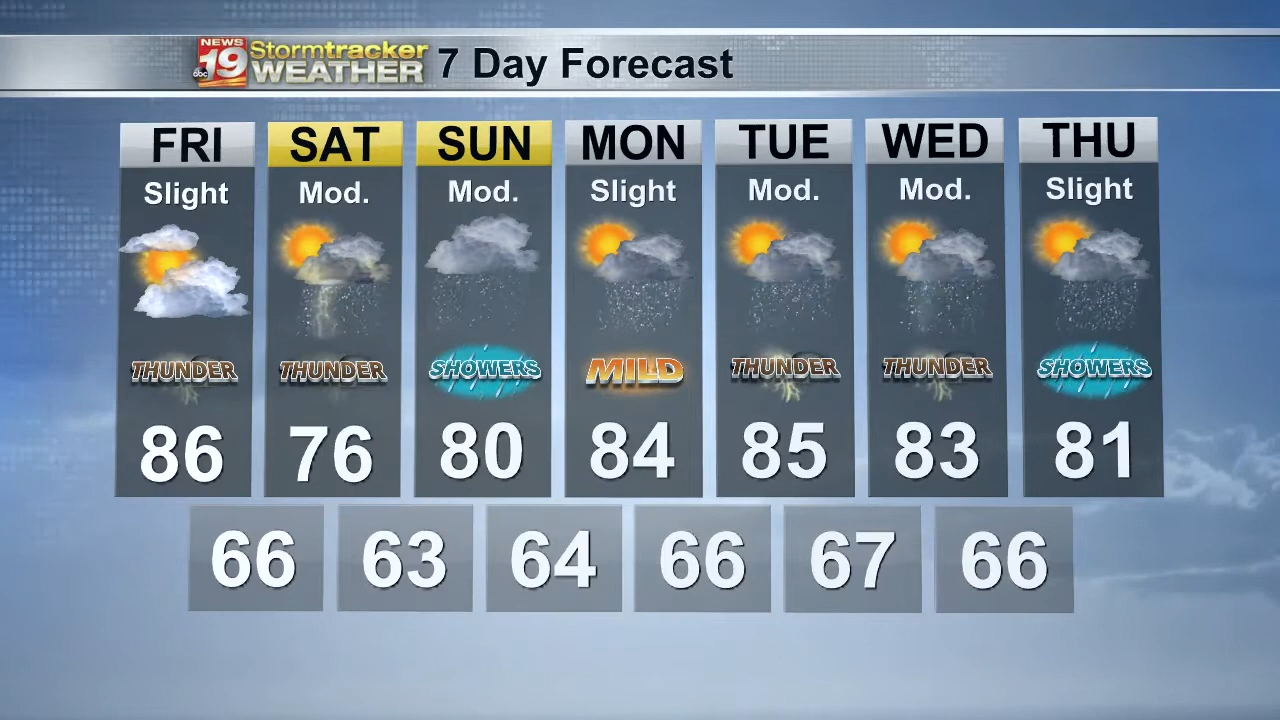 NEWS
abc 19
Stormtracker
WEATHER
7 Day Forecast
FRI SAT SUN MON TUE WED THU
Slight Mod. Mod. Slight Mod. Mod. Slight
THUNDER THUNDER SHOWERS MILD THUNDER THUNDER SHOWERS
86 76 80 84 85 83 81
66 63 64 66 67 66